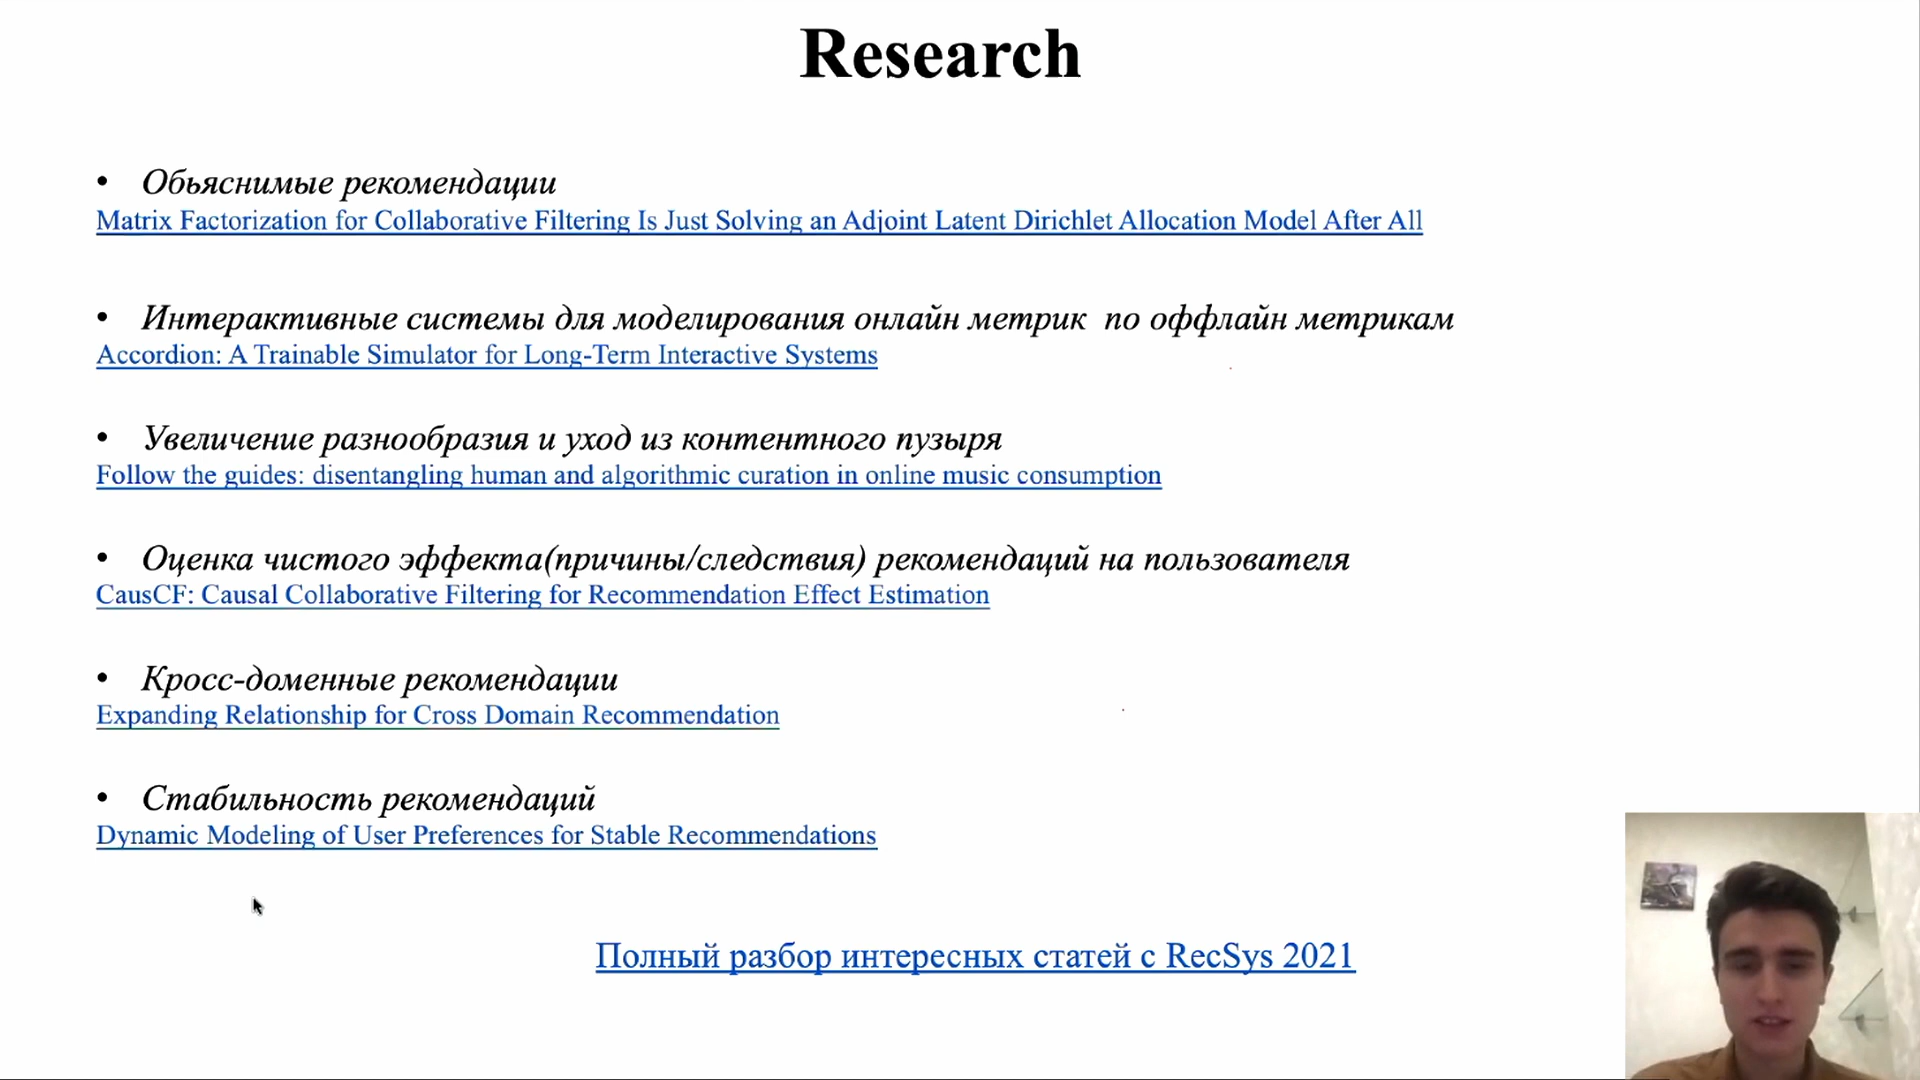 Research
• Обьяснимые рекомендации
Matrix Factorization for Collaborative Filtering Is Just Solving an Adjoint Latent Dirichlet Allocation Model After All
• Интерактивные системы для моделирования онлайн метрик по оффлайн метрикам
Accordion: A Trainable Simulator for Long-Term Interactive Systems
• Увеличение разнообразия и уход из контентного пузыря
Follow the guides: disentangling human and algorithmic curation in online music consumption
• Оценка чистого эффекта(причины/следствия) рекомендаций на пользователя
CausCF: Causal Collaborative Filtering for Recommendation Effect Estimation
• Кросс-доменные рекомендации
Expanding Relationship for Cross Domain Recommendation
• Стабильность рекомендаций
Dynamic Modeling of User Preferences for Stable Recommendations
Полный разбор интересных статей с RecSys 2021